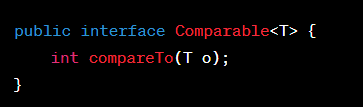 public interface Comparable<T> {
    int compareTo(T o);
}